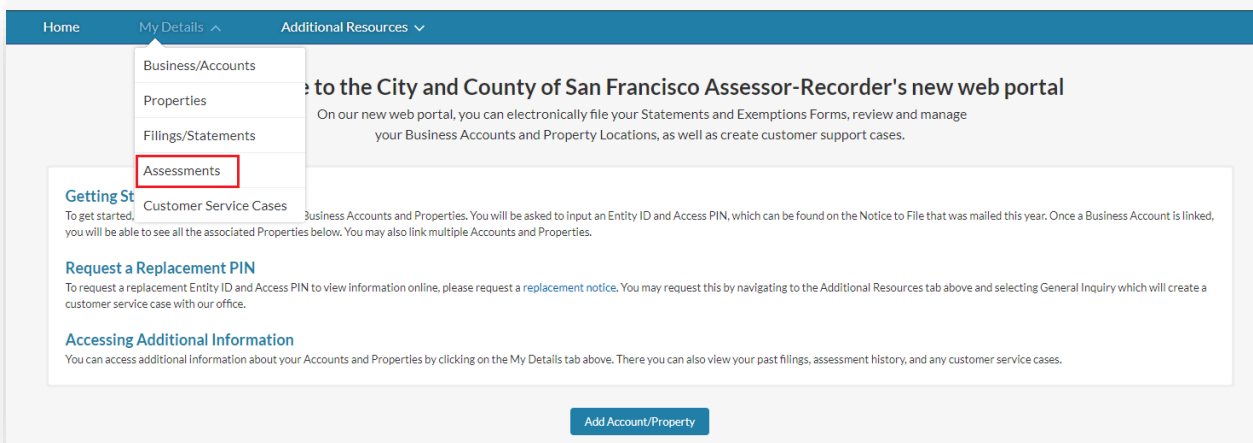 Home My Details Additional Resources
Business/Accounts
Properties
Filings/Statements
Assessments
Customer Service Cases
to the City and County of San Francisco Assessor-Recorder's new web portal
On our new web portal, you can electronically file your Statements and Exemptions Forms, review and manage
your Business Accounts and Property Locations, as well as create customer support cases.
Getting St
To get started, Business Accounts and Properties. You will be asked to input an Entity ID and Access PIN, which can be found on the Notice to File that was mailed this year. Once a Business Account is linked,
you will be able to see all the associated Properties below. You may also link multiple Accounts and Properties.
Request a Replacement PIN
To request a replacement Entity ID and Access PIN to view information online, please request a replacement notice. You may request this by navigating to the Additional Resources tab above and selecting General Inquiry which will create a
customer service case with our office.
Accessing Additional Information
You can access additional information about your Accounts and Properties by clicking on the My Details tab above. There you can also view your past filings, assessment history, and any customer service cases.
Add Account/Property